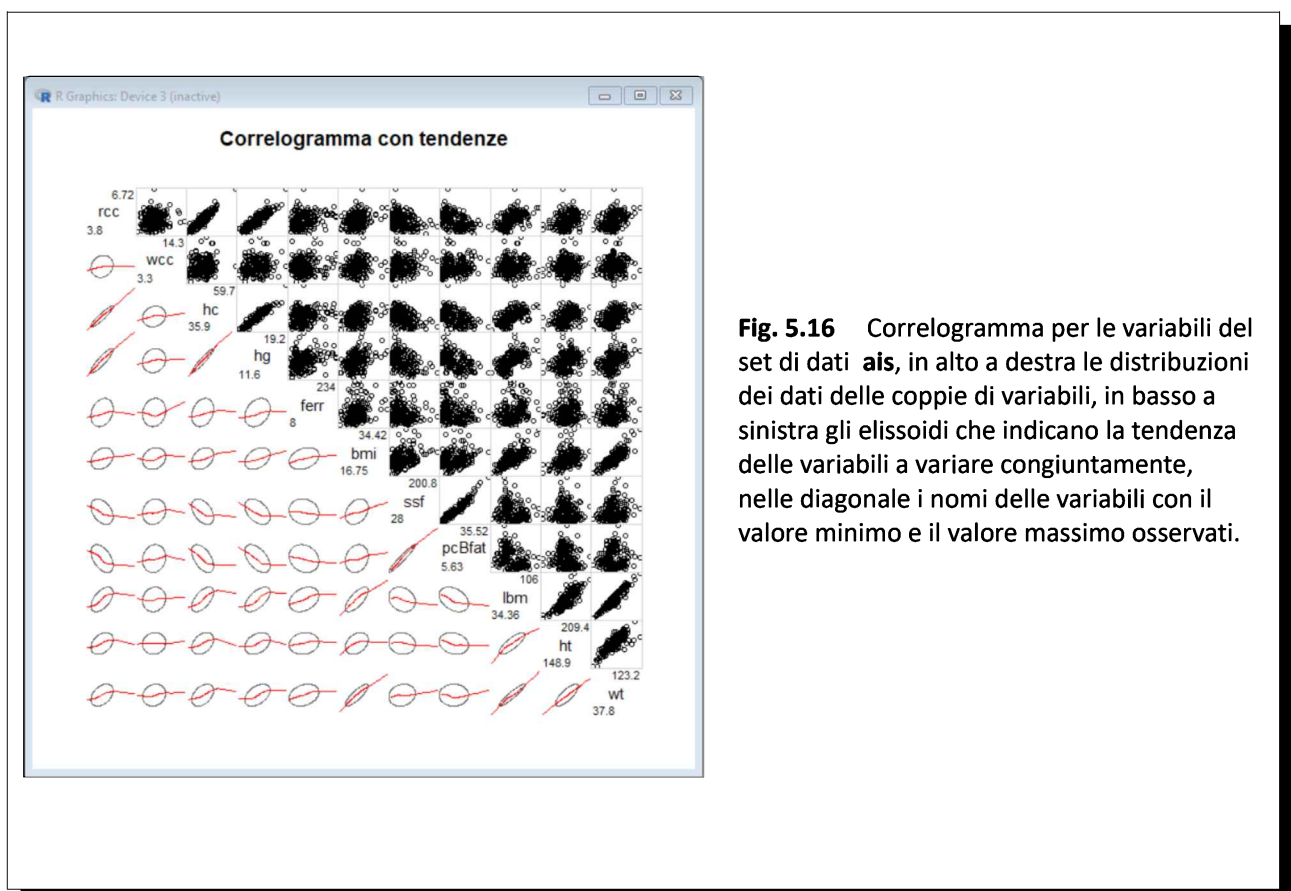 R Graphics: Device 3 (inactive)
Correlogramma con tendenze
6.72
rcc
3.8
14.3
wcc
3.3
59.7
hc
35.9
19.2
hg
11.6
234
ferr
8
34.42
bmi
16.75
200.8
ssf
28
35.52
pcBfat
5.63
106
lbm
34.36
209.4
ht
148.9
123.2
wt
37.8
Fig. 5.16 Correlogramma per le variabili del
set di dati ais, in alto a destra le distribuzioni
dei dati delle coppie di variabili, in basso a
sinistra gli elissoidi che indicano la tendenza
delle variabili a variare congiuntamente,
nelle diagonale i nomi delle variabili con il
valore minimo e il valore massimo osservati.